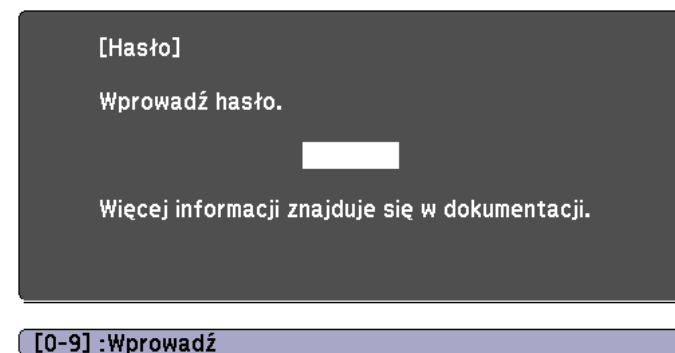 [Hasło]
Wprowadź hasło.
Więcej informacji znajduje się w dokumentacji.
[0-9] :Wprowadź